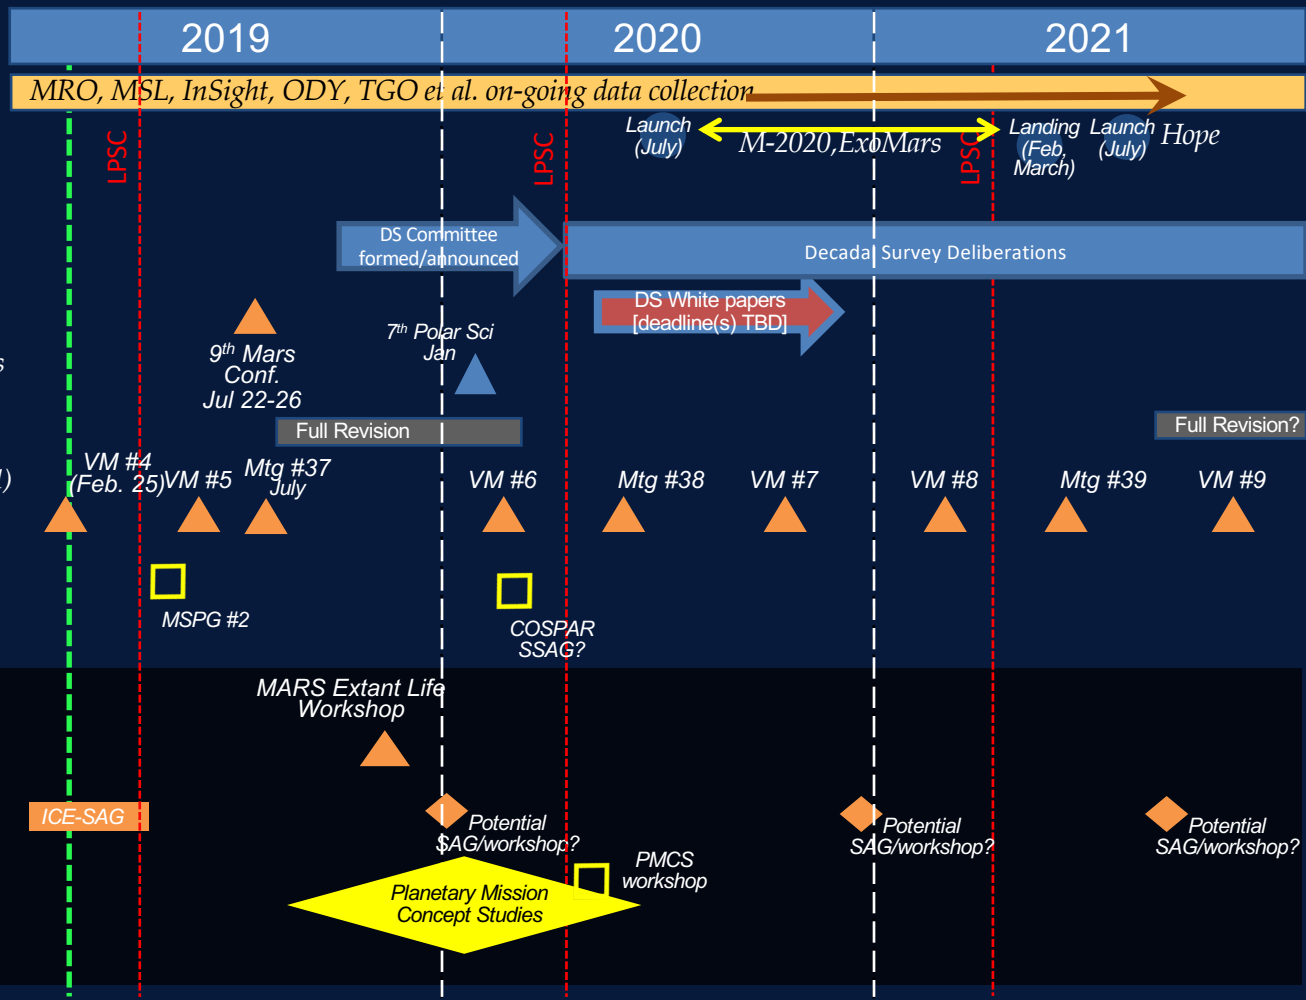 2019
2020
2021
MRO, MSL, InSight, ODY, TGO et al. on-going data collection
LPSC
LPSC
LPSC
Launch
(July)
M-2020,ExoMars
Landing
(Feb,
March)
Launch
(July)
Hope
DS Committee
formed/announced
Decadal Survey Deliberations
DS White papers
[deadline(s) TBD]
9th Mars
Conf.
Jul 22-26
7th Polar Sci
Jan
s
Full Revision
Full Revision?
)
VM #4
(Feb. 25)
VM #5
Mtg #37
July
VM #6
Mtg #38
VM #7
VM #8
Mtg #39
VM #9
MSPG #2
COSPAR
SSAG?
MARS Extant Life
Workshop
ICE-SAG
Potential
SAG/workshop?
Potential
SAG/workshop?
Potential
SAG/workshop?
PMCS
workshop
Planetary Mission
Concept Studies